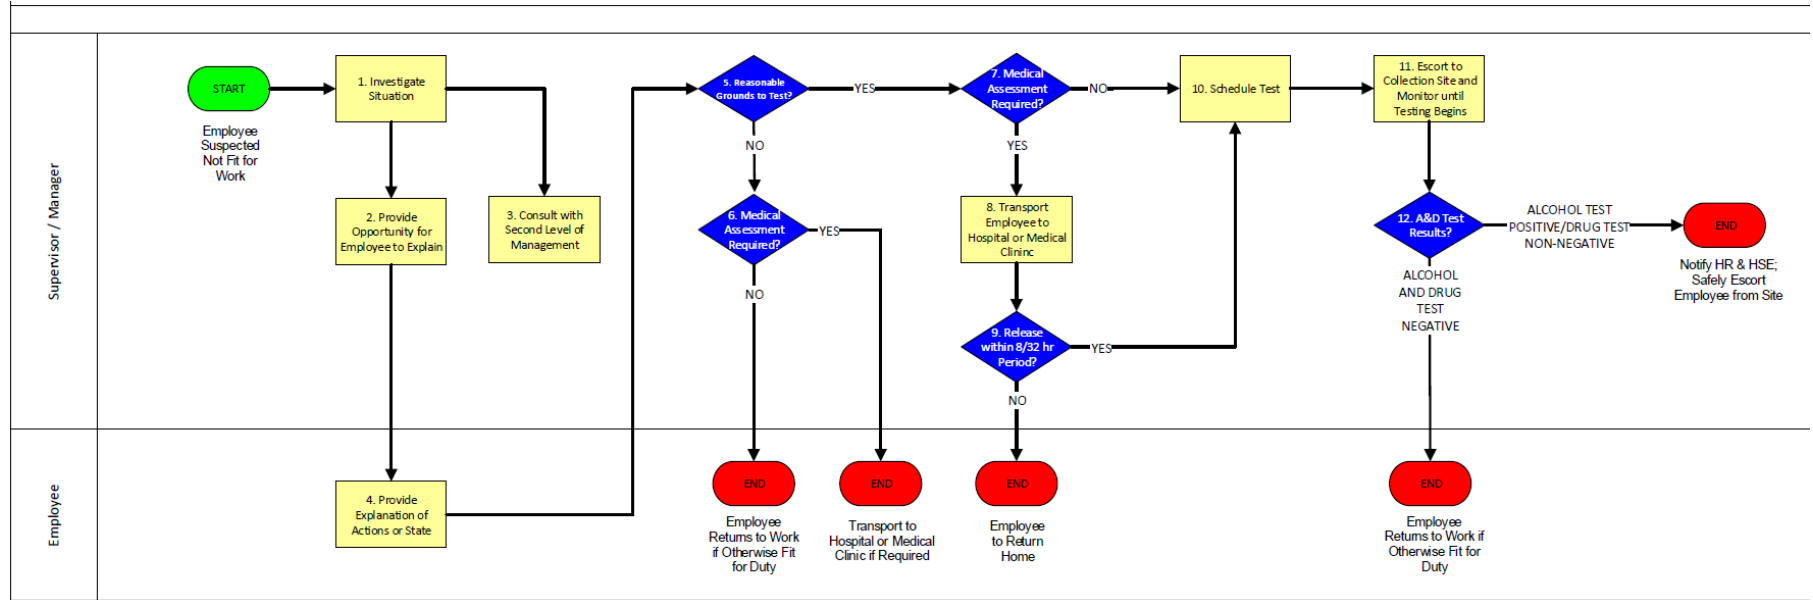 Supervisor / Manager
START
Employee
Suspected
Not Fit for
Work
1. Investigate
Situation
2. Provide
Opportunity for
Employee to Explain
3. Consult with
Second Level of
Management
5. Reasonable
Grounds to Test?
YES
NO
6. Medical
Assessment
Required?
YES
NO
7. Medical
Assessment
Required?
NO
YES
8. Transport
Employee to
Hospital or Medical
Clininc
9. Release
within 8/32 hr
Period?
YES
NO
10. Schedule Test
11. Escort to
Collection Site and
Monitor until
Testing Begins
12. A&D Test
Results?
ALCOHOL TEST
POSITIVE/DRUG TEST
NON-NEGATIVE
ALCOHOL
AND DRUG
TEST
NEGATIVE
END
Notify HR & HSE;
Safely Escort
Employee from Site
Employee
4. Provide
Explanation of
Actions or State
END
Employee
Returns to Work
if Otherwise Fit
for Duty
END
Transport to
Hospital or Medical
Clinic if Required
END
Employee
to Return
Home
END
Employee
Returns to Work if
Otherwise Fit for
Duty